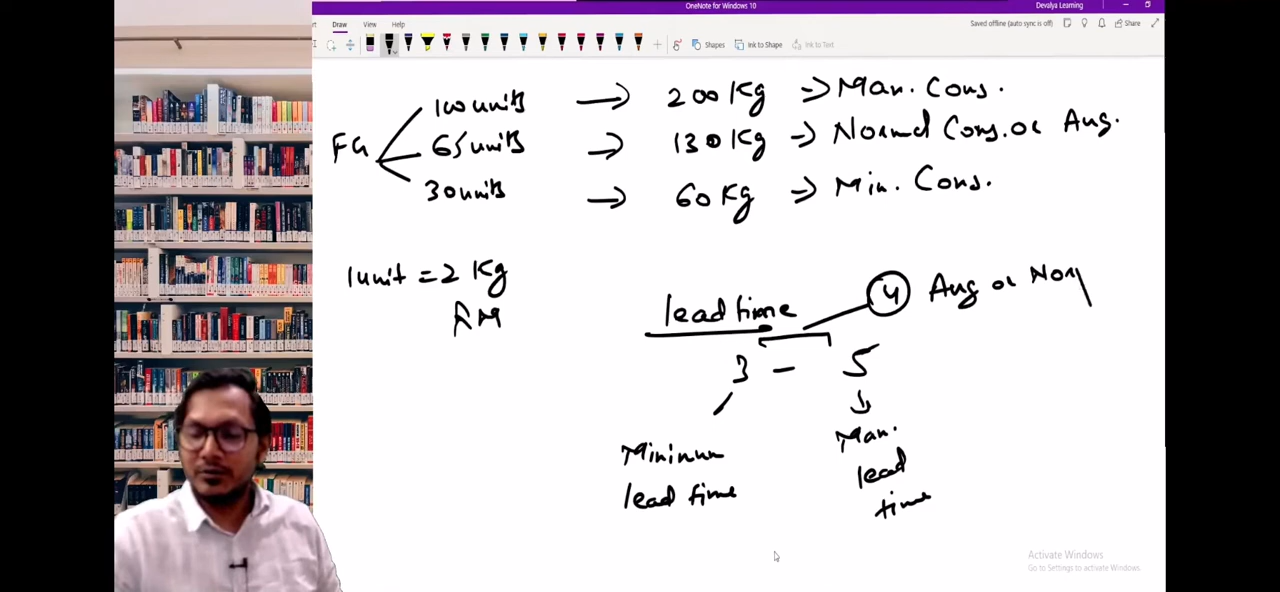 OneNote for Windows 10
Devalya Learning
Draw View Help
Saved offline (auto sync is off)
Share
Shapes Ink to Shape Ink to Text
100 units → 200 Kg ⇒ Max. Cons.
FG 65 units → 130 Kg ⇒ Normal Cons. or Avg.
30 units → 60 Kg ⇒ Min. Cons.
1 unit = 2 Kg
RM
4 Avg or Nor
lead time
3 – 5
Minimum
lead time
Max.
lead
time
Activate Windows
Go to Settings to activate Windows.